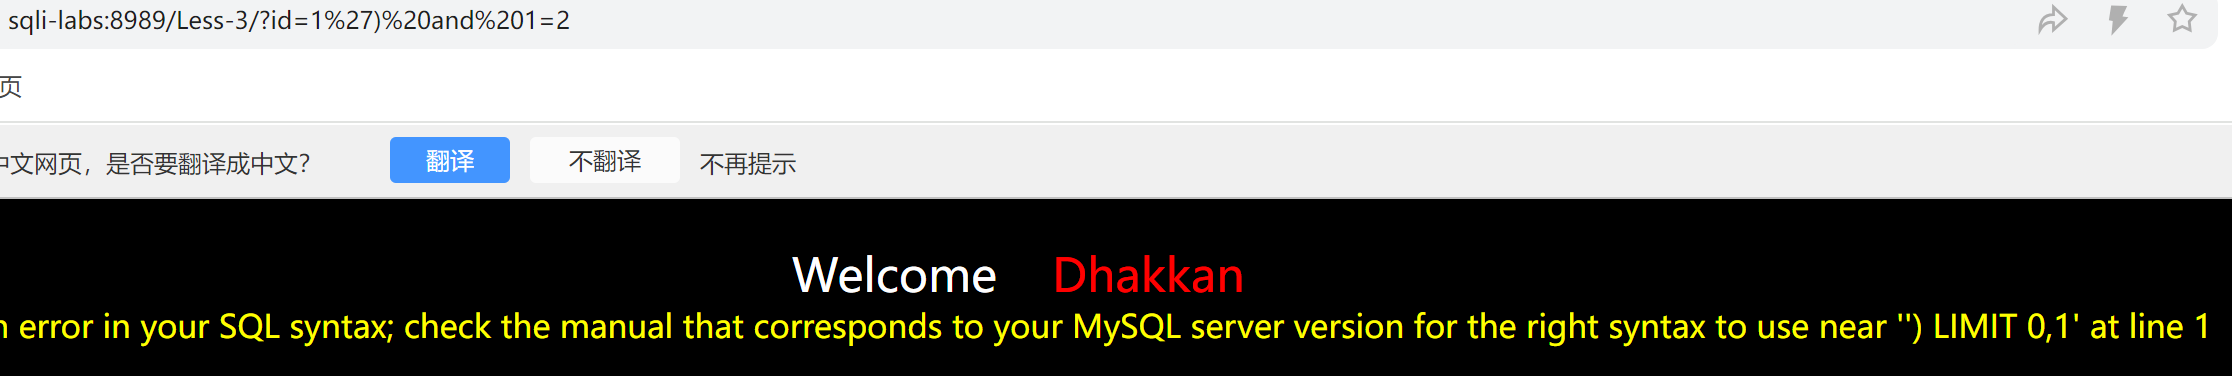 sqli-labs:8989/Less-3/?id=1%27)%20and%201=2
页
中文网页，是否要翻译成中文？ 翻译 不翻译 不再提示
Welcome Dhakkan
error in your SQL syntax; check the manual that corresponds to your MySQL server version for the right syntax to use near '') LIMIT 0,1' at line 1